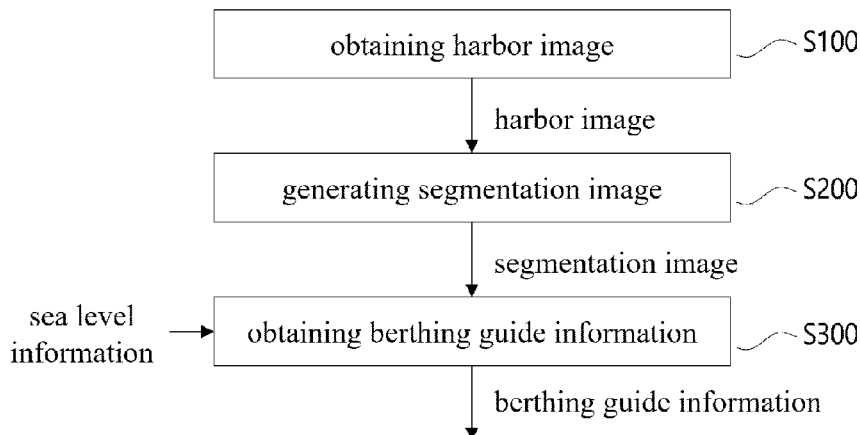 obtaining harbor image
S100
harbor image
generating segmentation image
S200
segmentation image
sea level
information
obtaining berthing guide information
S300
berthing guide information